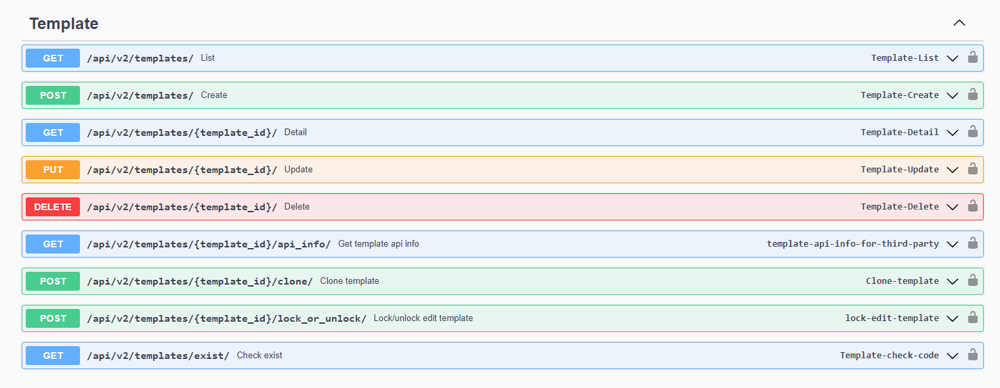 Template
GET /api/v2/templates/ List Template-List
POST /api/v2/templates/ Create Template-Create
GET /api/v2/templates/{template_id}/ Detail Template-Detail
PUT /api/v2/templates/{template_id}/ Update Template-Update
DELETE /api/v2/templates/{template_id}/ Delete Template-Delete
GET /api/v2/templates/{template_id}/api_info/ Get template api info template-api-info-for-third-party
POST /api/v2/templates/{template_id}/clone/ Clone template Clone-template
POST /api/v2/templates/{template_id}/lock_or_unlock/ Lock/unlock edit template lock-edit-template
GET /api/v2/templates/exist/ Check exist Template-check-code